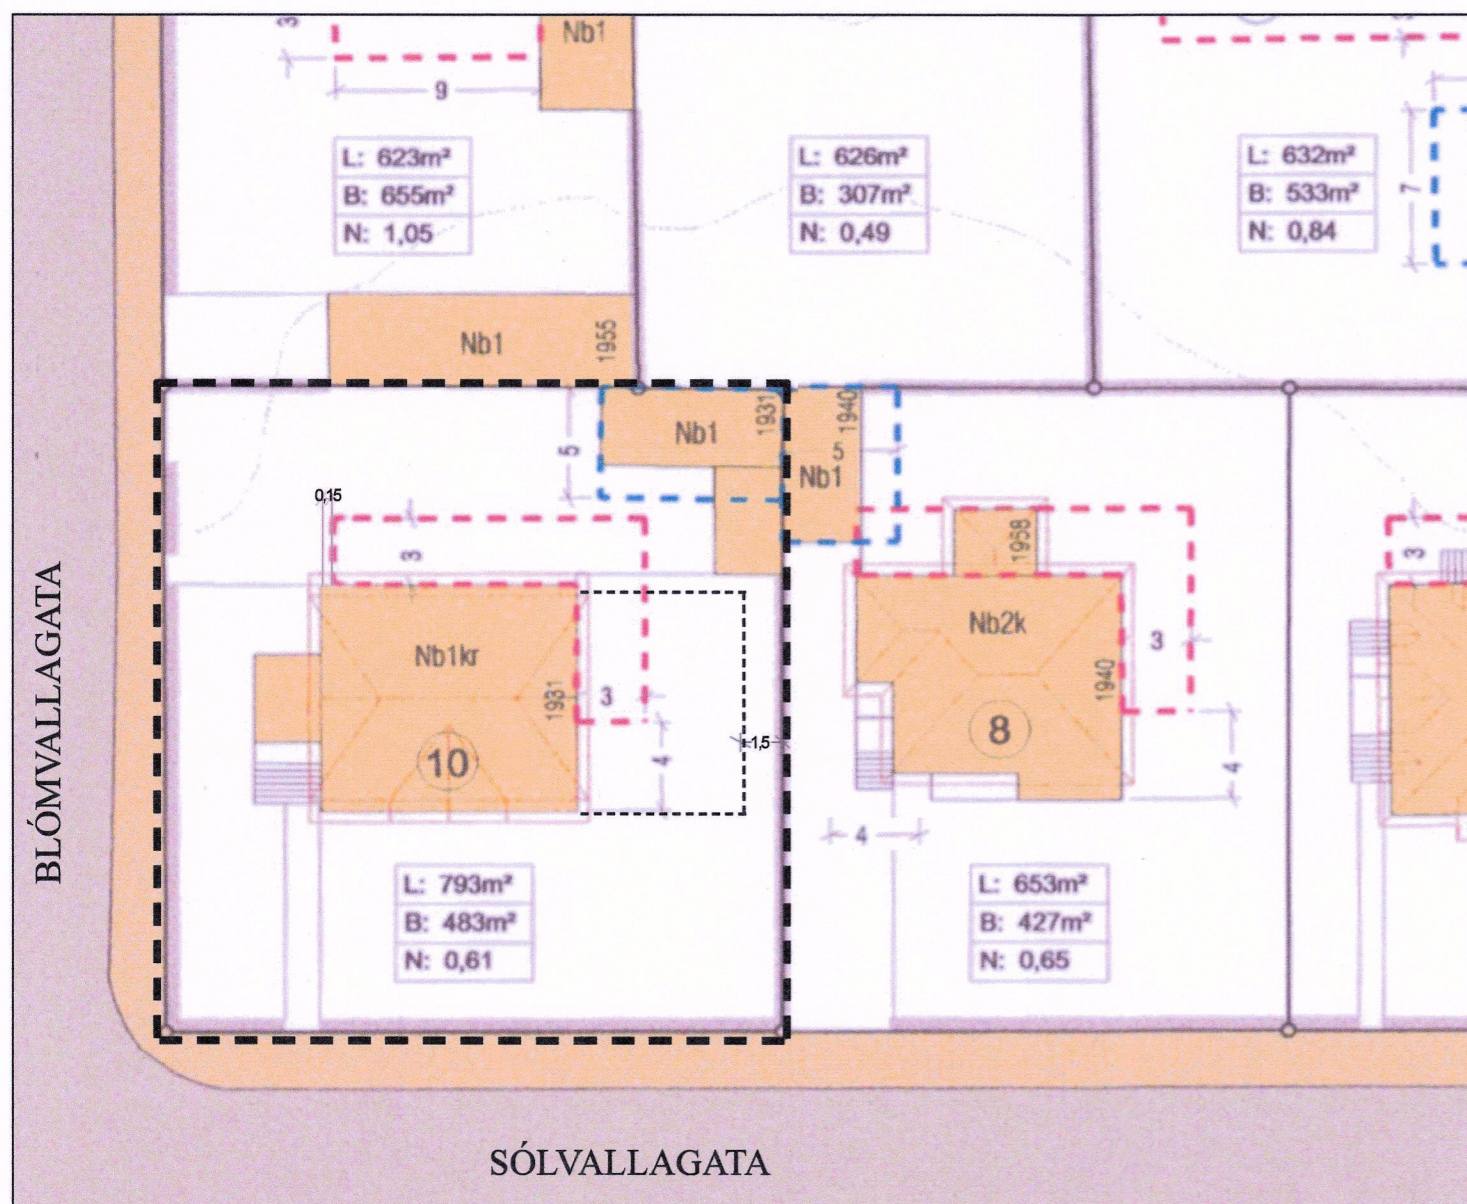 3
Nb1
9
L: 623m²
B: 655m²
N: 1,05
L: 626m²
B: 307m²
N: 0,49
L: 632m²
B: 533m²
N: 0,84
7
Nb1
1955
Nb1
1931
1940
5
Nb1
5
0,15
3
Nb1kr
1931
3
10
4
1,5
1958
Nb2k
1940
3
8
4
4
3
L: 793m²
B: 483m²
N: 0,61
L: 653m²
B: 427m²
N: 0,65
BLÓMVALLAGATA
SÓLVALLAGATA